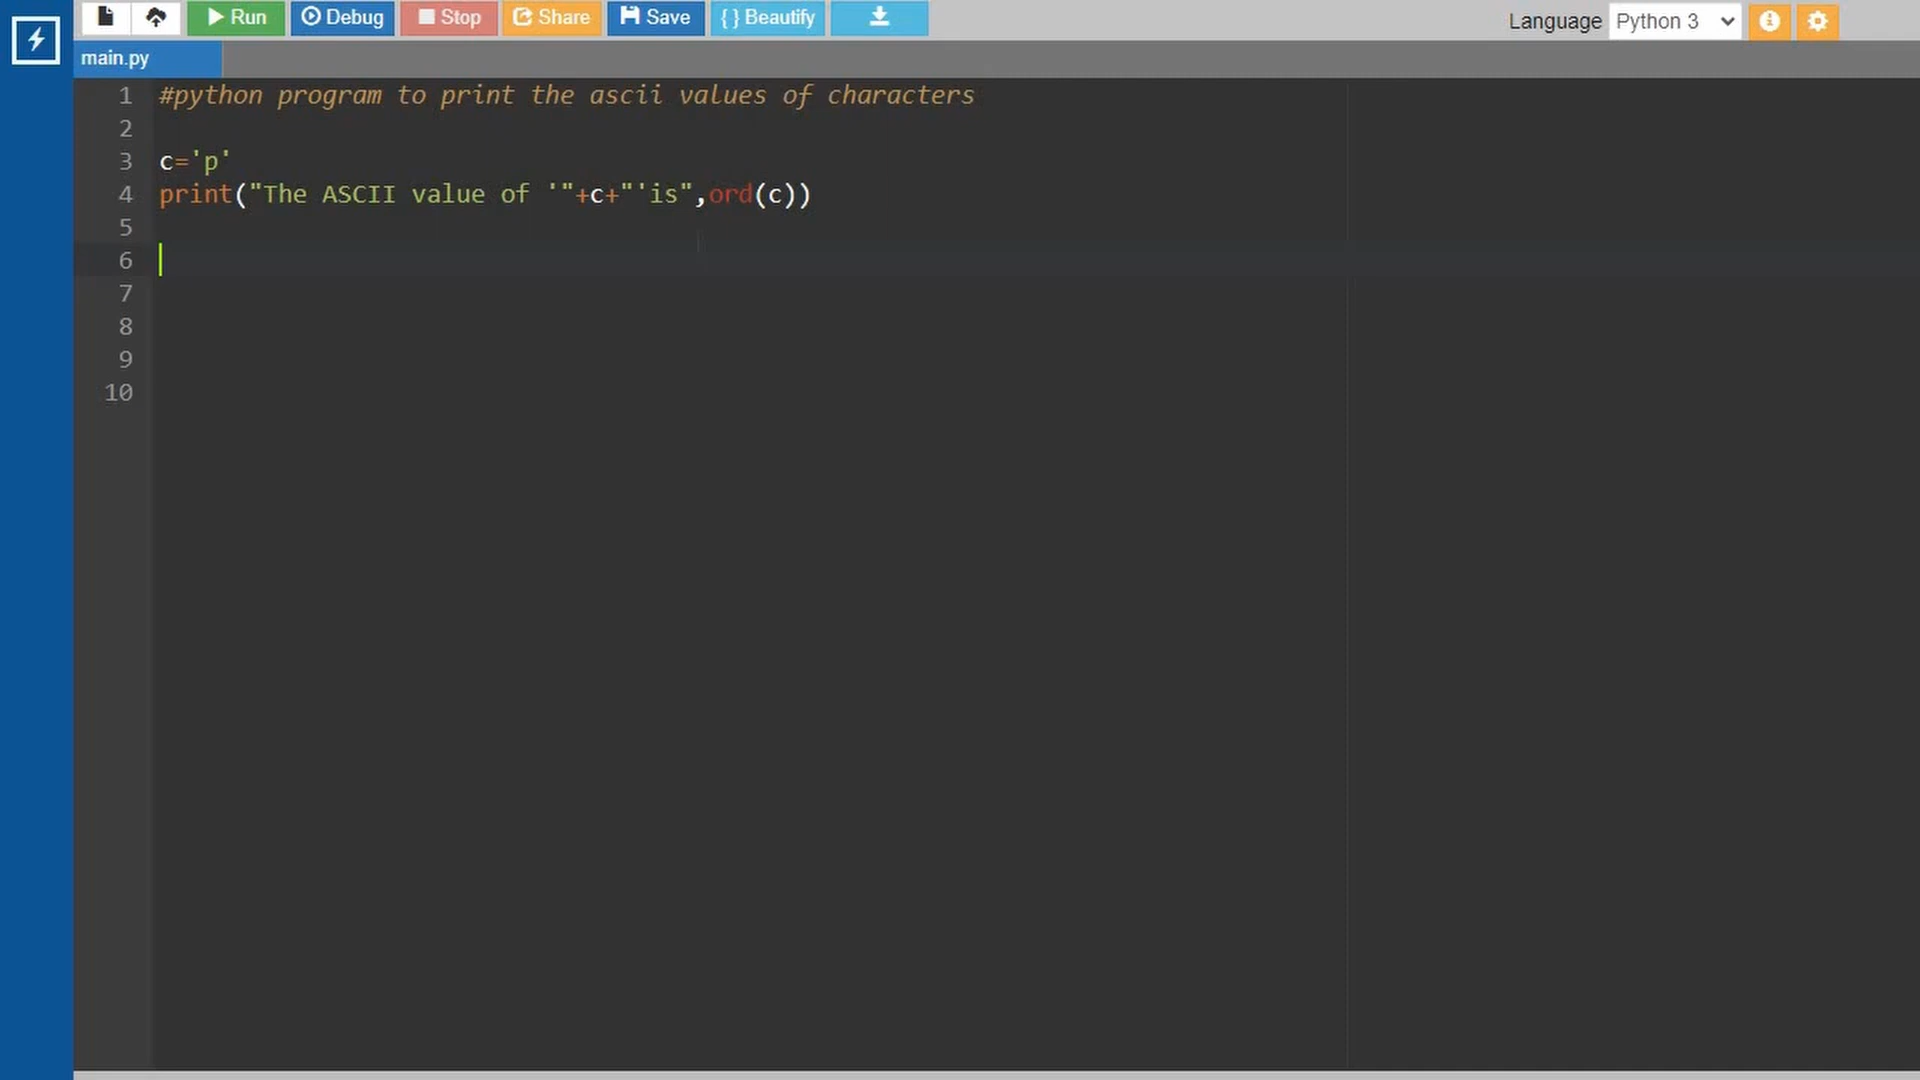 Run Debug Stop Share Save { } Beautify Language Python 3
main.py
1 #python program to print the ascii values of characters
2
3 c='p'
4 print("The ASCII value of '"+c+"'is",ord(c))
5
6
7
8
9
10